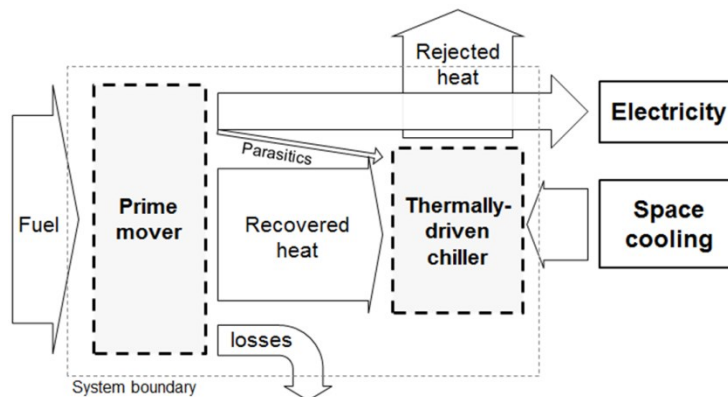 Rejected
heat
Electricity
Parasitics
Fuel
Prime
mover
Recovered
heat
Thermally-
driven
chiller
Space
cooling
losses
System boundary